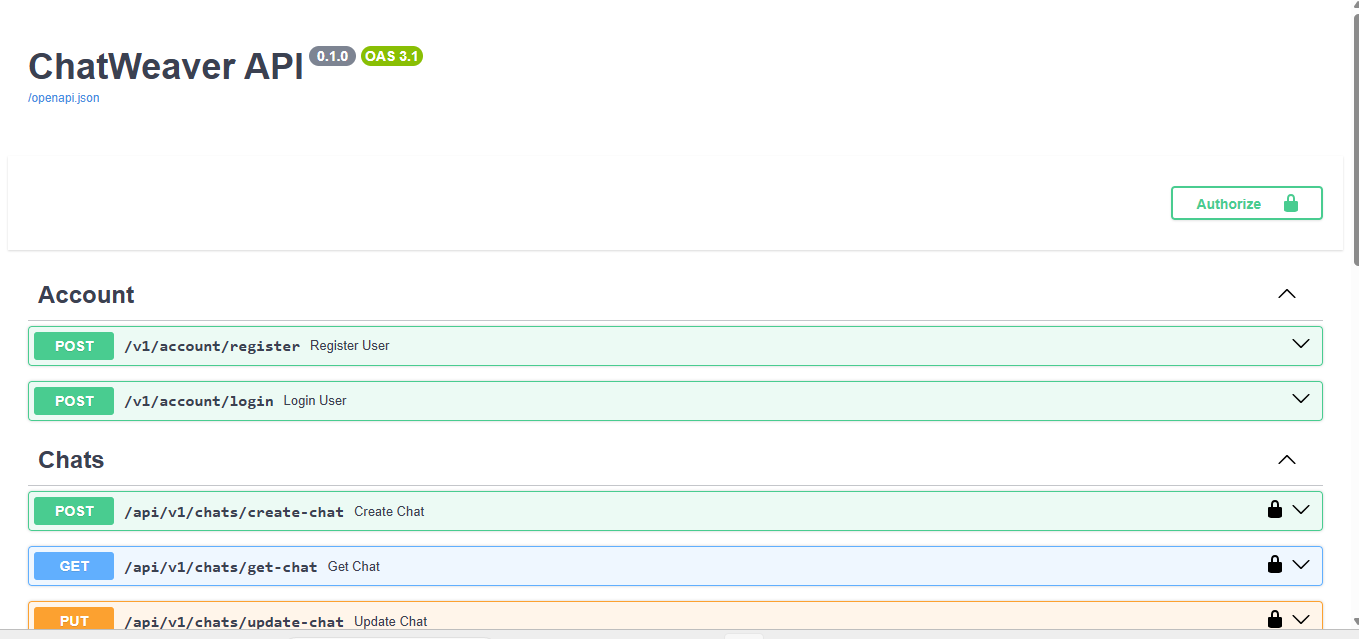 ChatWeaver API 0.1.0 OAS 3.1
/openapi.json
Authorize
Account
POST /v1/account/register Register User
POST /v1/account/login Login User
Chats
POST /api/v1/chats/create-chat Create Chat
GET /api/v1/chats/get-chat Get Chat
PUT /api/v1/chats/update-chat Update Chat